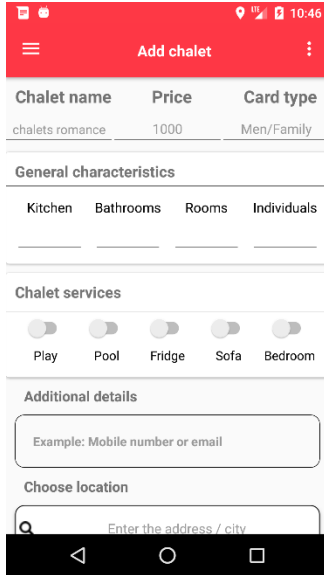 10:46
Add chalet
Chalet name Price Card type
chalets romance 1000 Men/Family
General characteristics
Kitchen Bathrooms Rooms Individuals
Chalet services
Play Pool Fridge Sofa Bedroom
Additional details
Example: Mobile number or email
Choose location
Enter the address / city